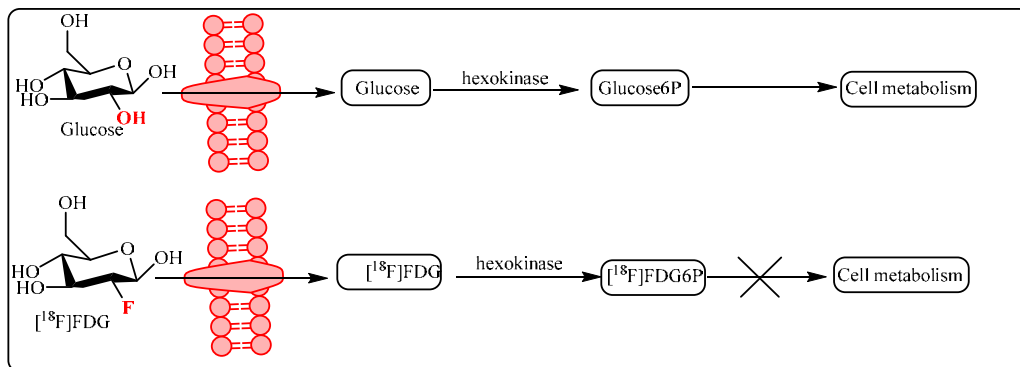 OH
O
HO
HO
OH
OH
Glucose
Glucose
hexokinase
Glucose6P
Cell metabolism
OH
O
HO
HO
OH
F
[¹⁸F]FDG
[¹⁸F]FDG
hexokinase
[¹⁸F]FDG6P
Cell metabolism